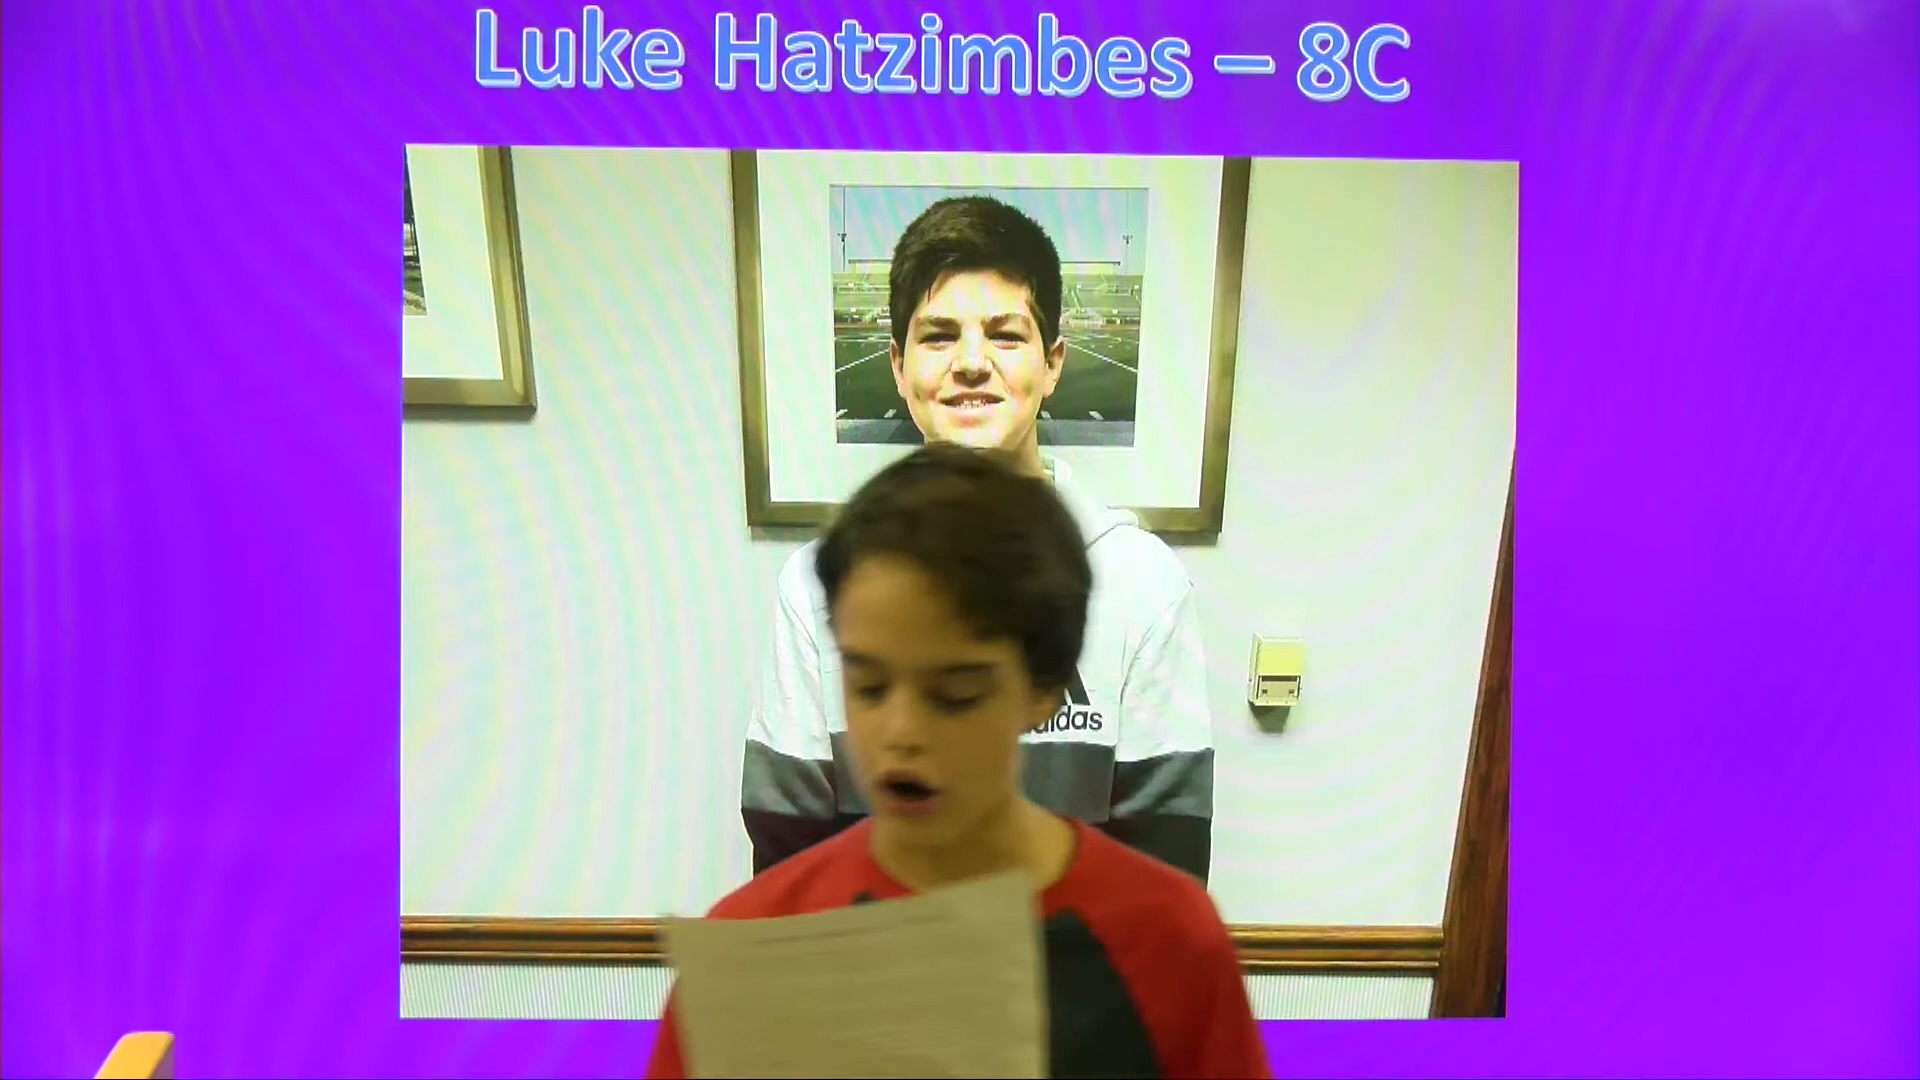 Luke Hatzimbes – 8C
adidas